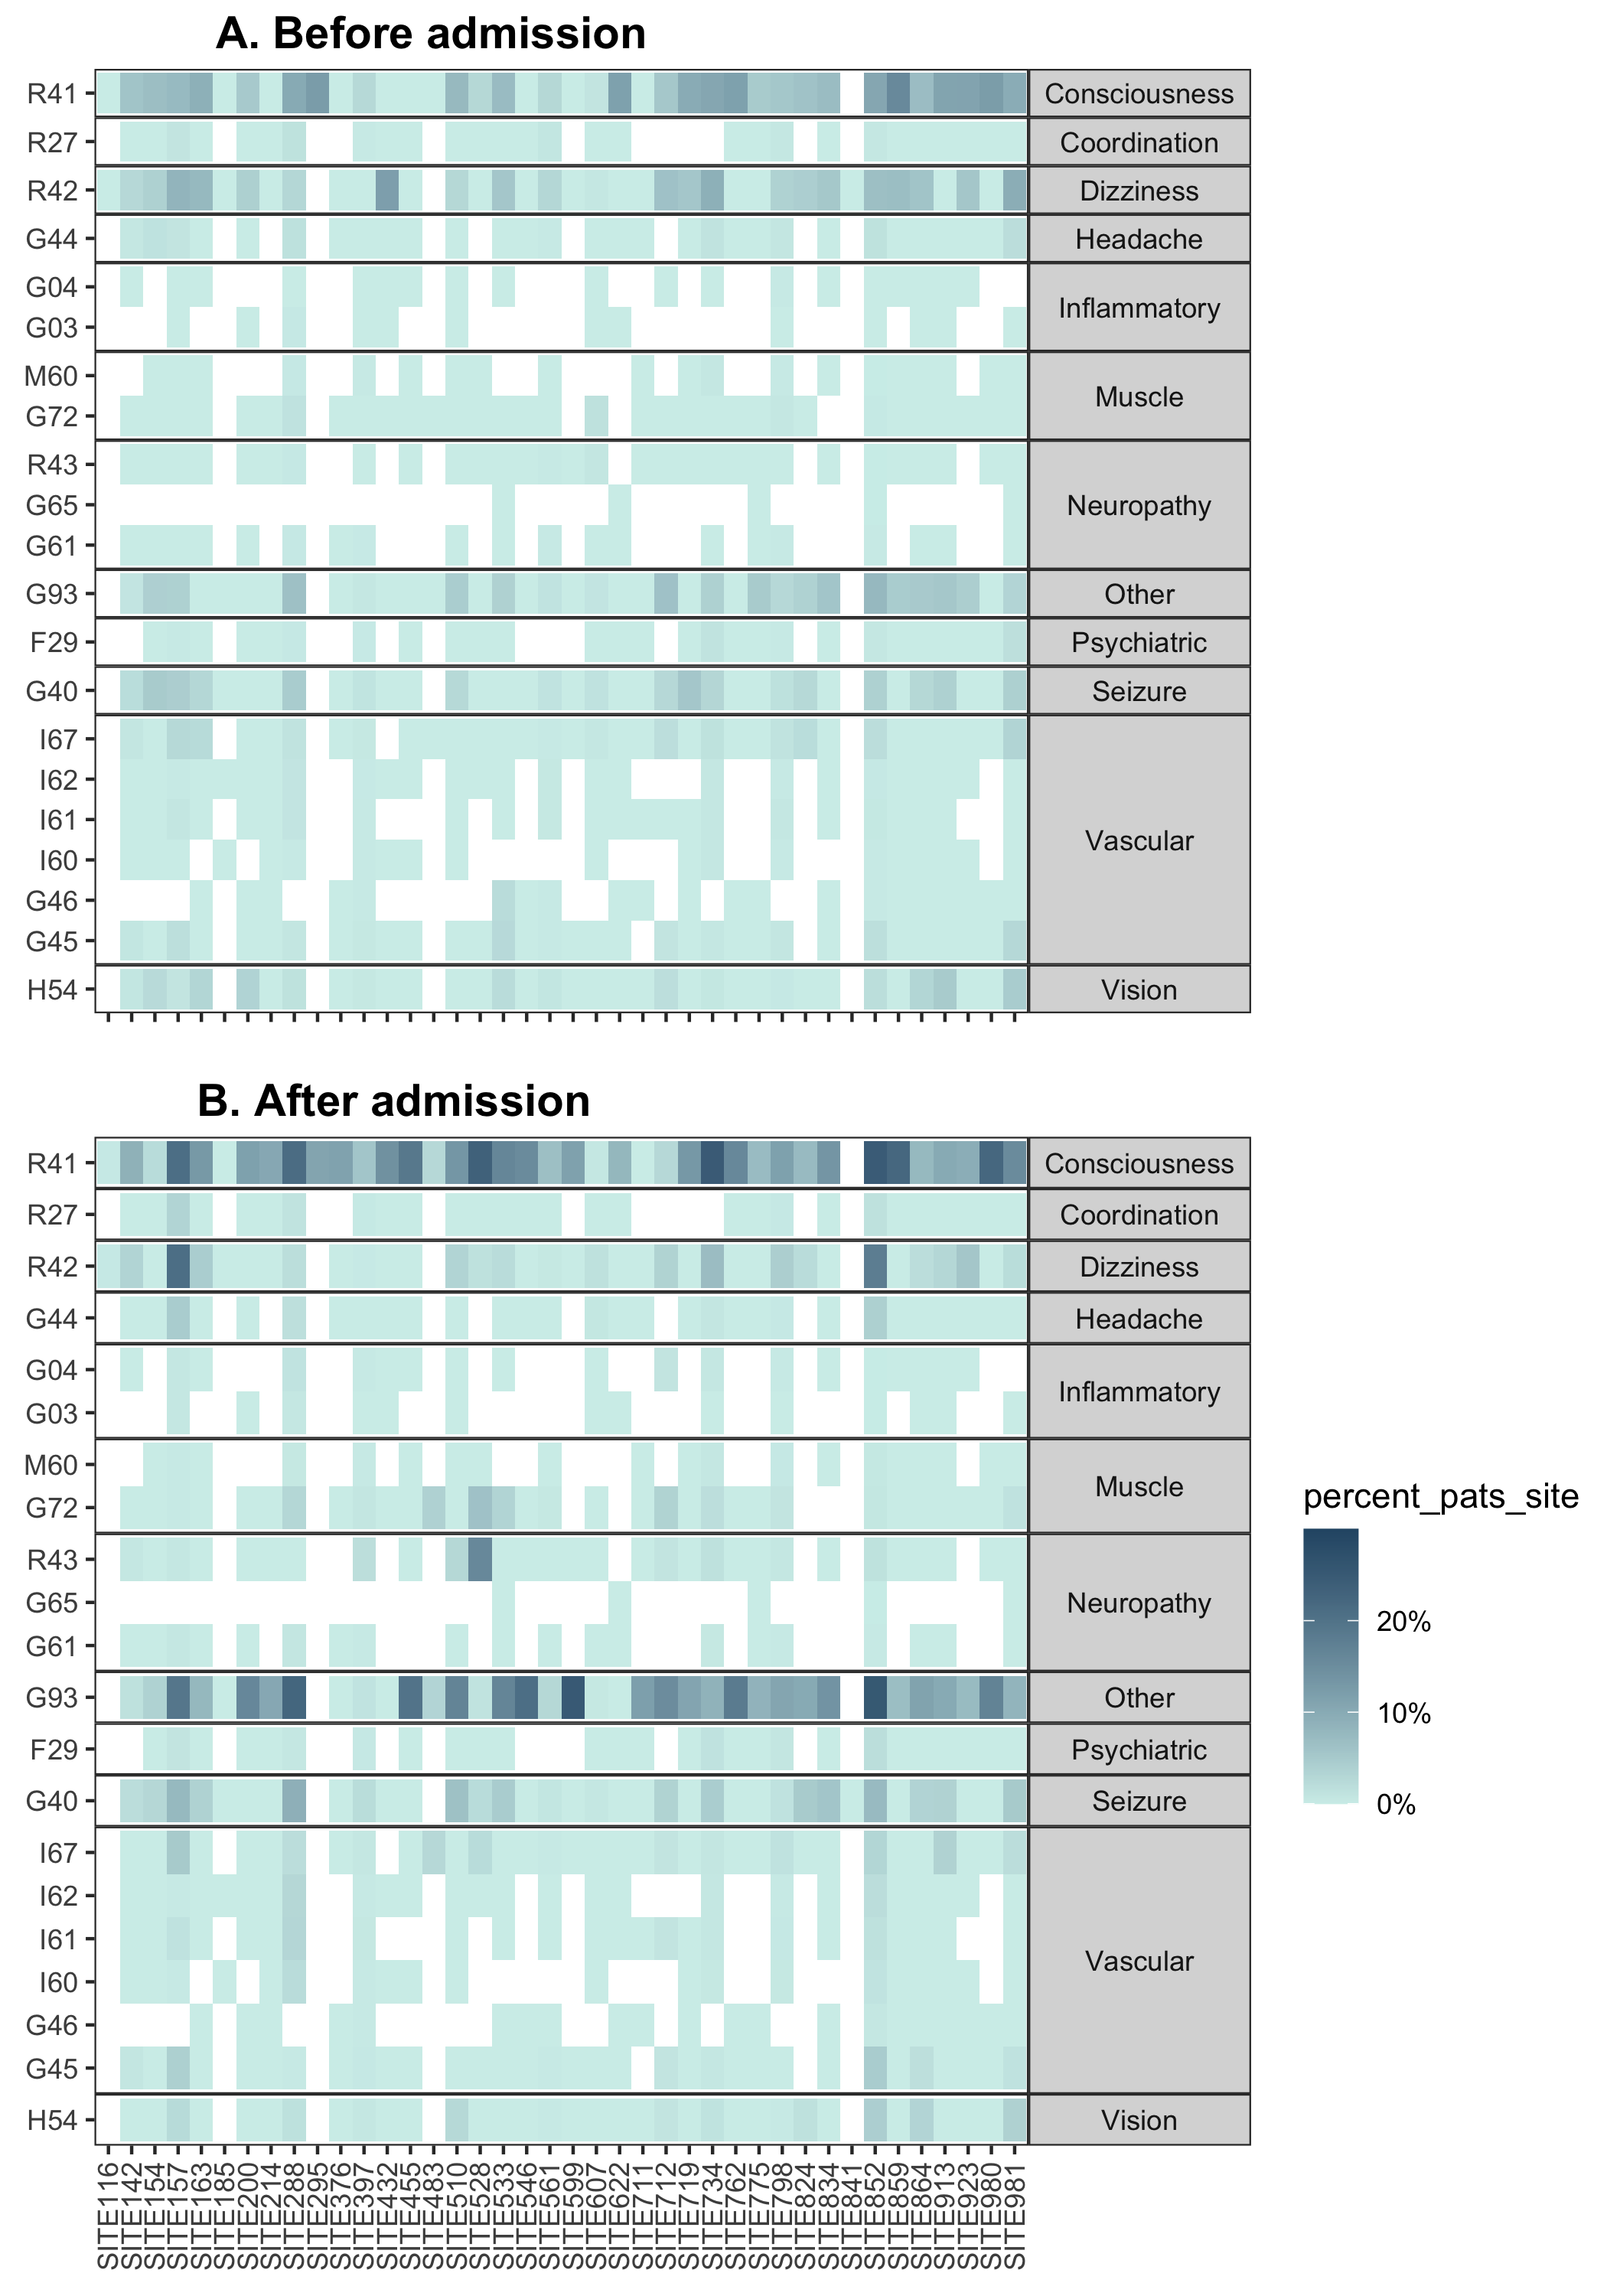 A. Before admission
R41 Consciousness
R27 Coordination
R42 Dizziness
G44 Headache
G04
Inflammatory
G03
M60
Muscle
G72
R43
G65 Neuropathy
G61
G93 Other
F29 Psychiatric
G40 Seizure
I67
I62
I61
Vascular
I60
G46
G45
H54 Vision
B. After admission
R41 Consciousness
R27 Coordination
R42 Dizziness
G44 Headache
G04
Inflammatory
G03
M60
Muscle
G72
R43
G65 Neuropathy
G61
G93 Other
F29 Psychiatric
G40 Seizure
I67
I62
I61
Vascular
I60
G46
G45
H54 Vision
SITE116
SITE142
SITE154
SITE157
SITE163
SITE185
SITE200
SITE214
SITE288
SITE295
SITE376
SITE397
SITE432
SITE455
SITE483
SITE510
SITE528
SITE533
SITE546
SITE561
SITE599
SITE607
SITE622
SITE711
SITE712
SITE719
SITE734
SITE762
SITE775
SITE798
SITE824
SITE834
SITE841
SITE852
SITE859
SITE864
SITE913
SITE923
SITE980
SITE981
percent_pats_site
20%
10%
0%